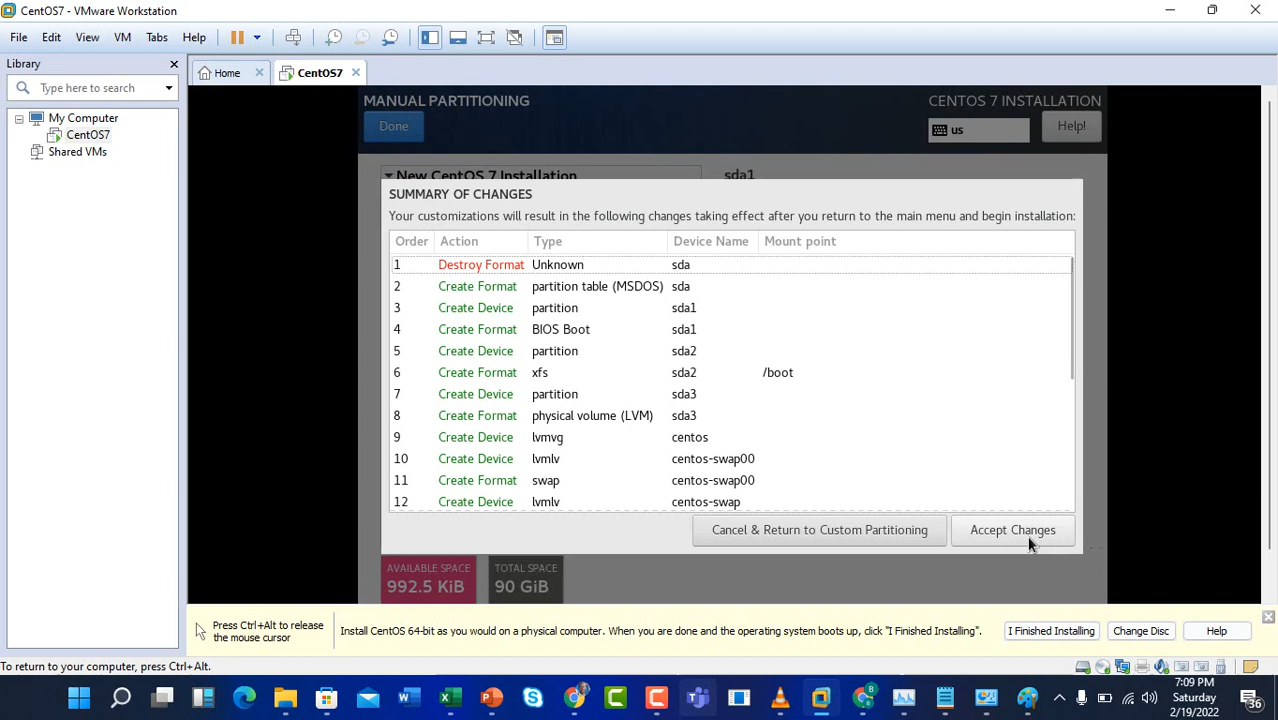 CentOS7 - VMware Workstation
File Edit View VM Tabs Help
Library
Type here to search
My Computer
CentOS7
Shared VMs
Home
CentOS7
MANUAL PARTITIONING
Done
CENTOS 7 INSTALLATION
us
Help!
New CentOS 7 Installation
sda1
SUMMARY OF CHANGES
Your customizations will result in the following changes taking effect after you return to the main menu and begin installation:
Order Action Type Device Name Mount point
1 Destroy Format Unknown sda
2 Create Format partition table (MSDOS) sda
3 Create Device partition sda1
4 Create Format BIOS Boot sda1
5 Create Device partition sda2
6 Create Format xfs sda2 /boot
7 Create Device partition sda3
8 Create Format physical volume (LVM) sda3
9 Create Device lvmvg centos
10 Create Device lvmlv centos-swap00
11 Create Format swap centos-swap00
12 Create Device lvmlv centos-swap
Cancel & Return to Custom Partitioning
Accept Changes
AVAILABLE SPACE
992.5 KiB
TOTAL SPACE
90 GiB
Press Ctrl+Alt to release
the mouse cursor
Install CentOS 64-bit as you would on a physical computer. When you are done and the operating system boots up, click "I Finished Installing".
I Finished Installing
Change Disc
Help
To return to your computer, press Ctrl+Alt.
7:09 PM
Saturday
2/19/2022
36